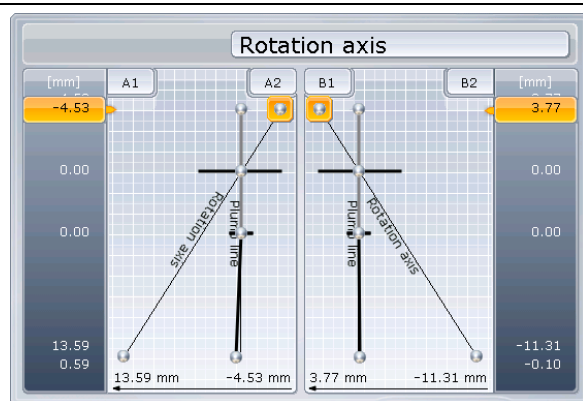 Rotation axis
[mm]
A1
A2
B1
B2
[mm]
-4.53
3.77
0.00
0.00
Rotation axis
Plumb line
Plumb line
Rotation axis
0.00
0.00
13.59
0.59
-11.31
-0.10
13.59 mm
-4.53 mm
3.77 mm
-11.31 mm